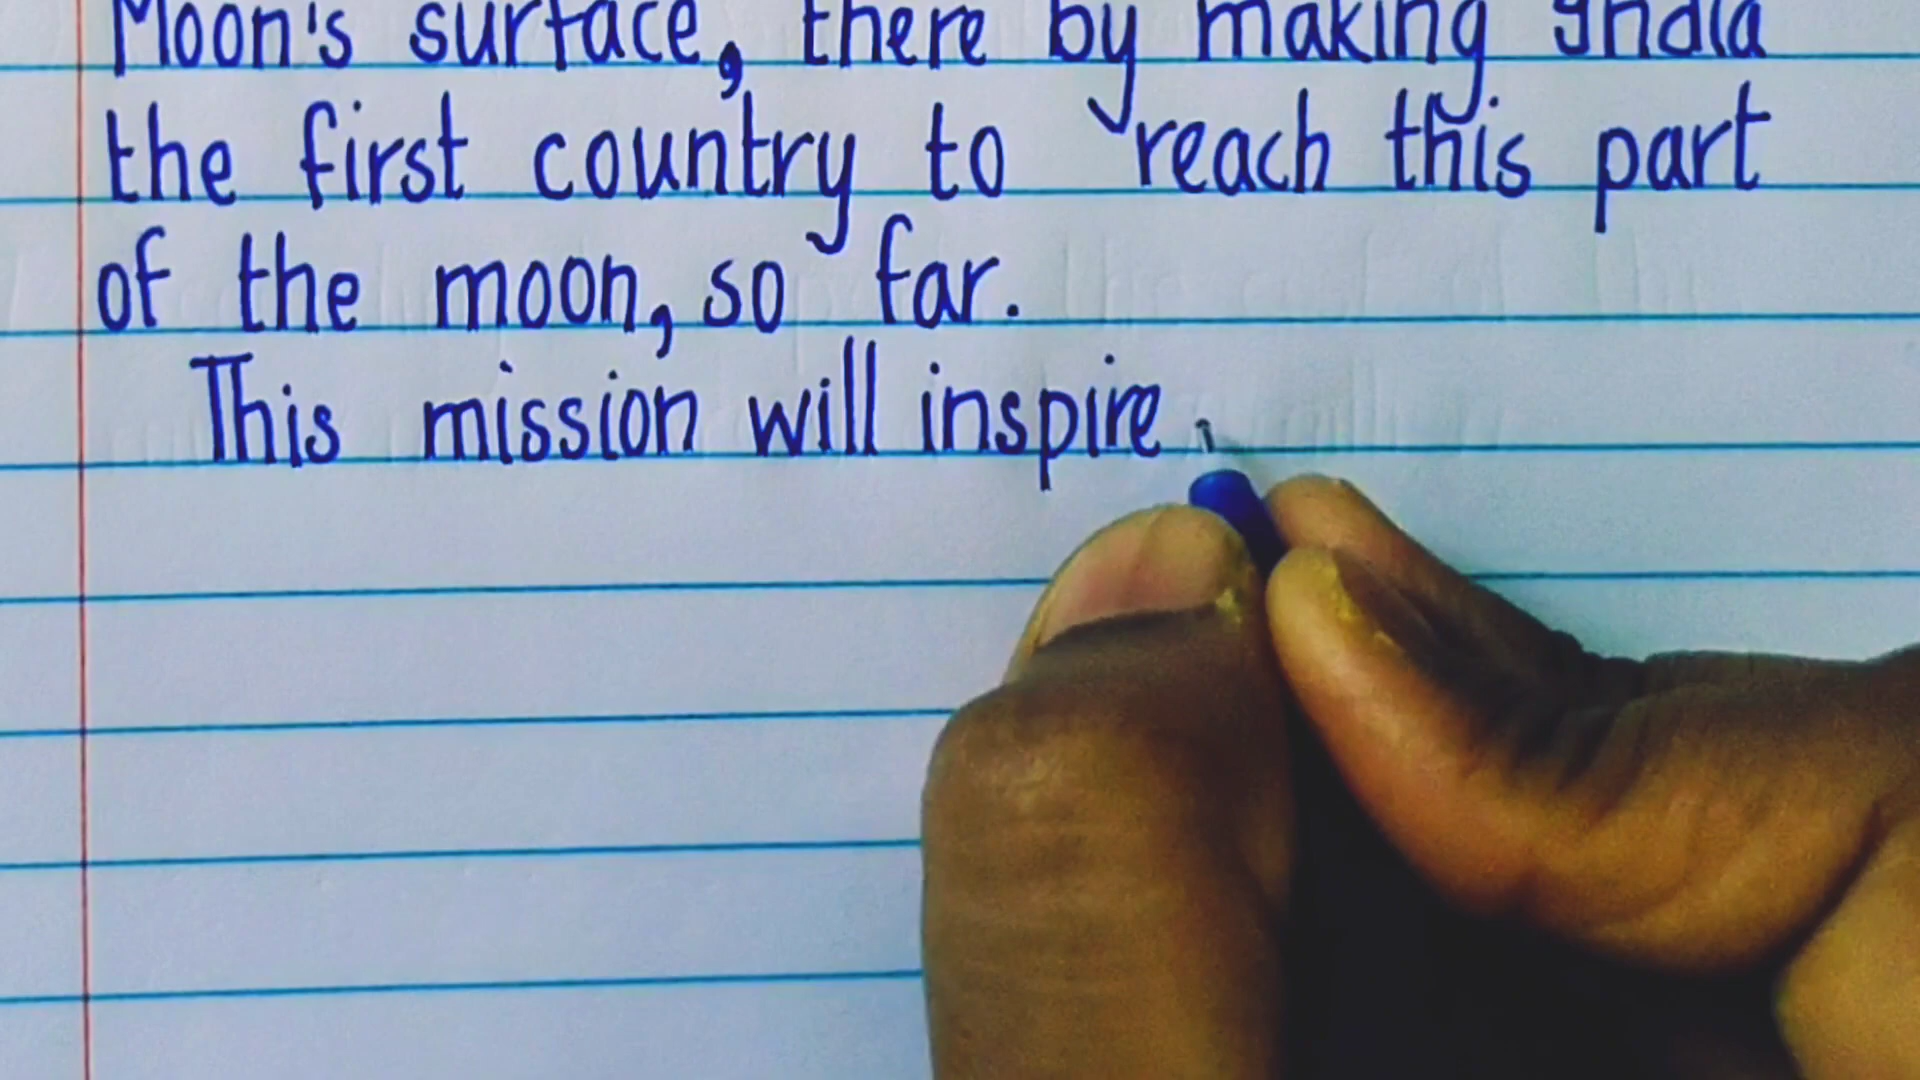 Moon's surface, there by making India
the first country to reach this part
of the moon, so far.
This mission will inspire